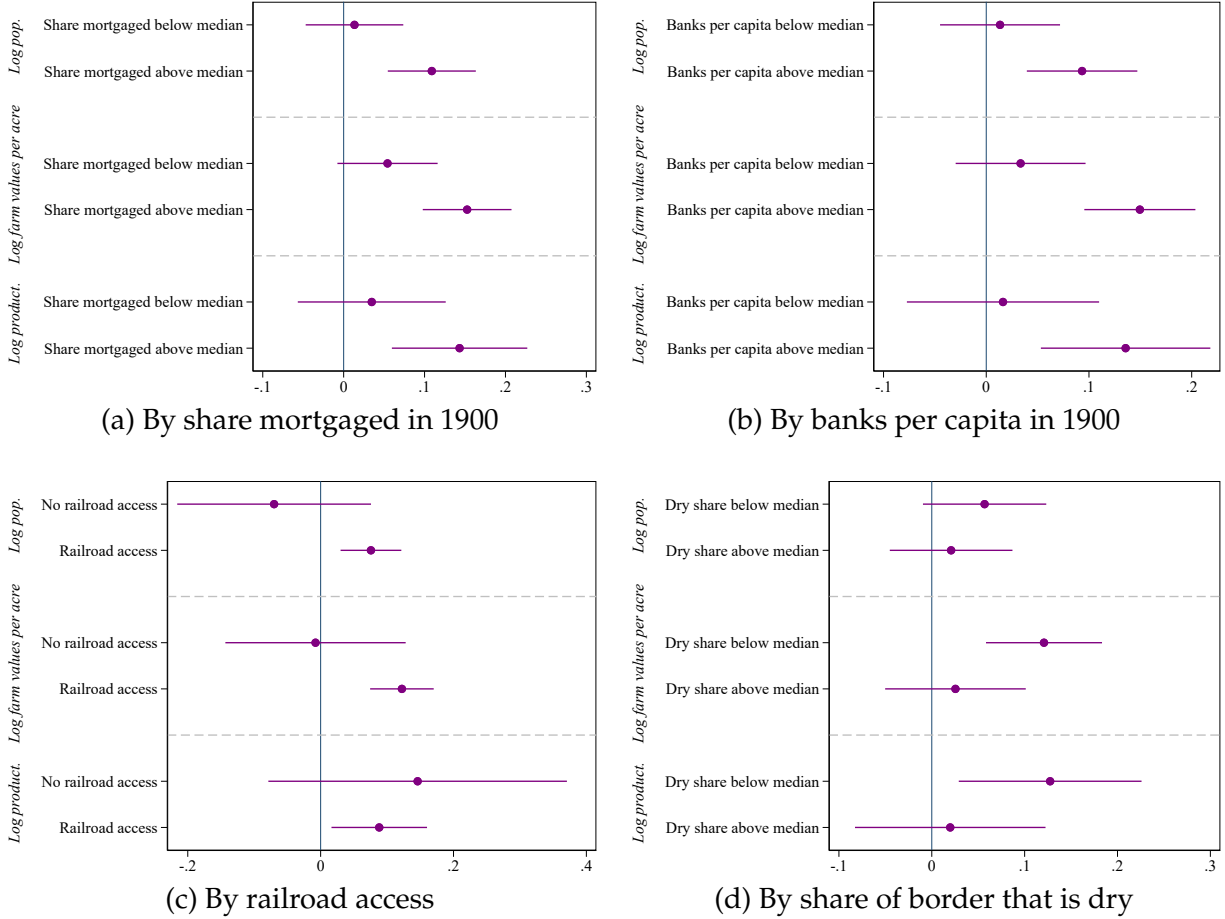 Log pop.
Share mortgaged below median
Share mortgaged above median
Log farm values per acre
Share mortgaged below median
Share mortgaged above median
Log product.
Share mortgaged below median
Share mortgaged above median
-.1 0 .1 .2 .3
(a) By share mortgaged in 1900
Log pop.
Banks per capita below median
Banks per capita above median
Log farm values per acre
Banks per capita below median
Banks per capita above median
Log product.
Banks per capita below median
Banks per capita above median
-.1 0 .1 .2
(b) By banks per capita in 1900
Log pop.
No railroad access
Railroad access
Log farm values per acre
No railroad access
Railroad access
Log product.
No railroad access
Railroad access
-.2 0 .2 .4
(c) By railroad access
Log pop.
Dry share below median
Dry share above median
Log farm values per acre
Dry share below median
Dry share above median
Log product.
Dry share below median
Dry share above median
-.1 0 .1 .2 .3
(d) By share of border that is dry